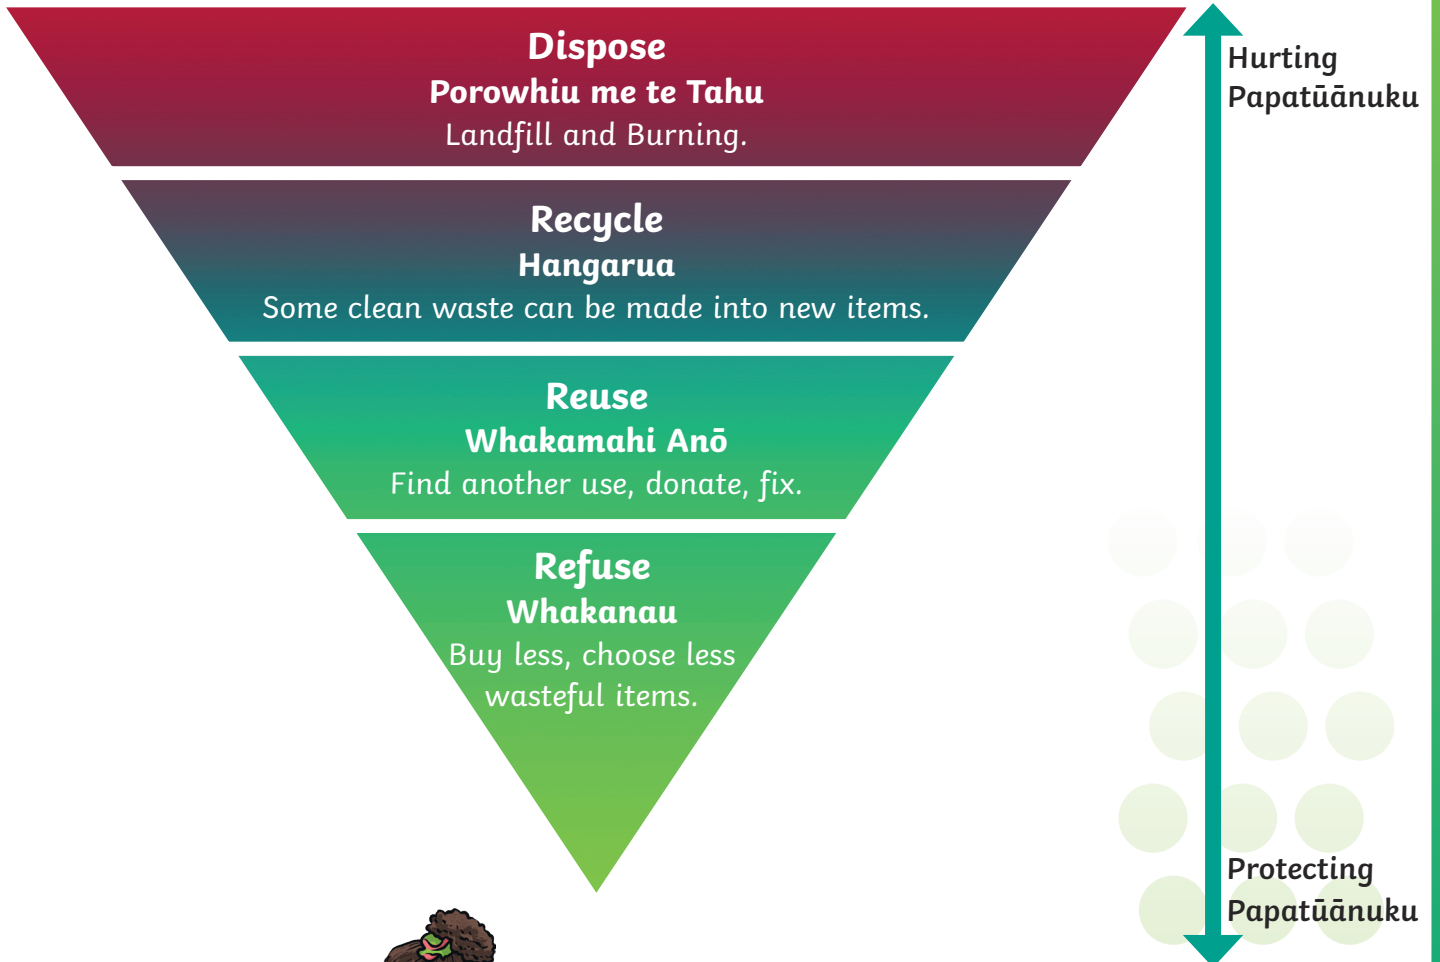 Dispose
Porowhiu me te Tahu
Landfill and Burning.
Recycle
Hangarua
Some clean waste can be made into new items.
Reuse
Whakamahi Anō
Find another use, donate, fix.
Refuse
Whakanau
Buy less, choose less
wasteful items.
Hurting
Papatūānuku
Protecting
Papatūānuku